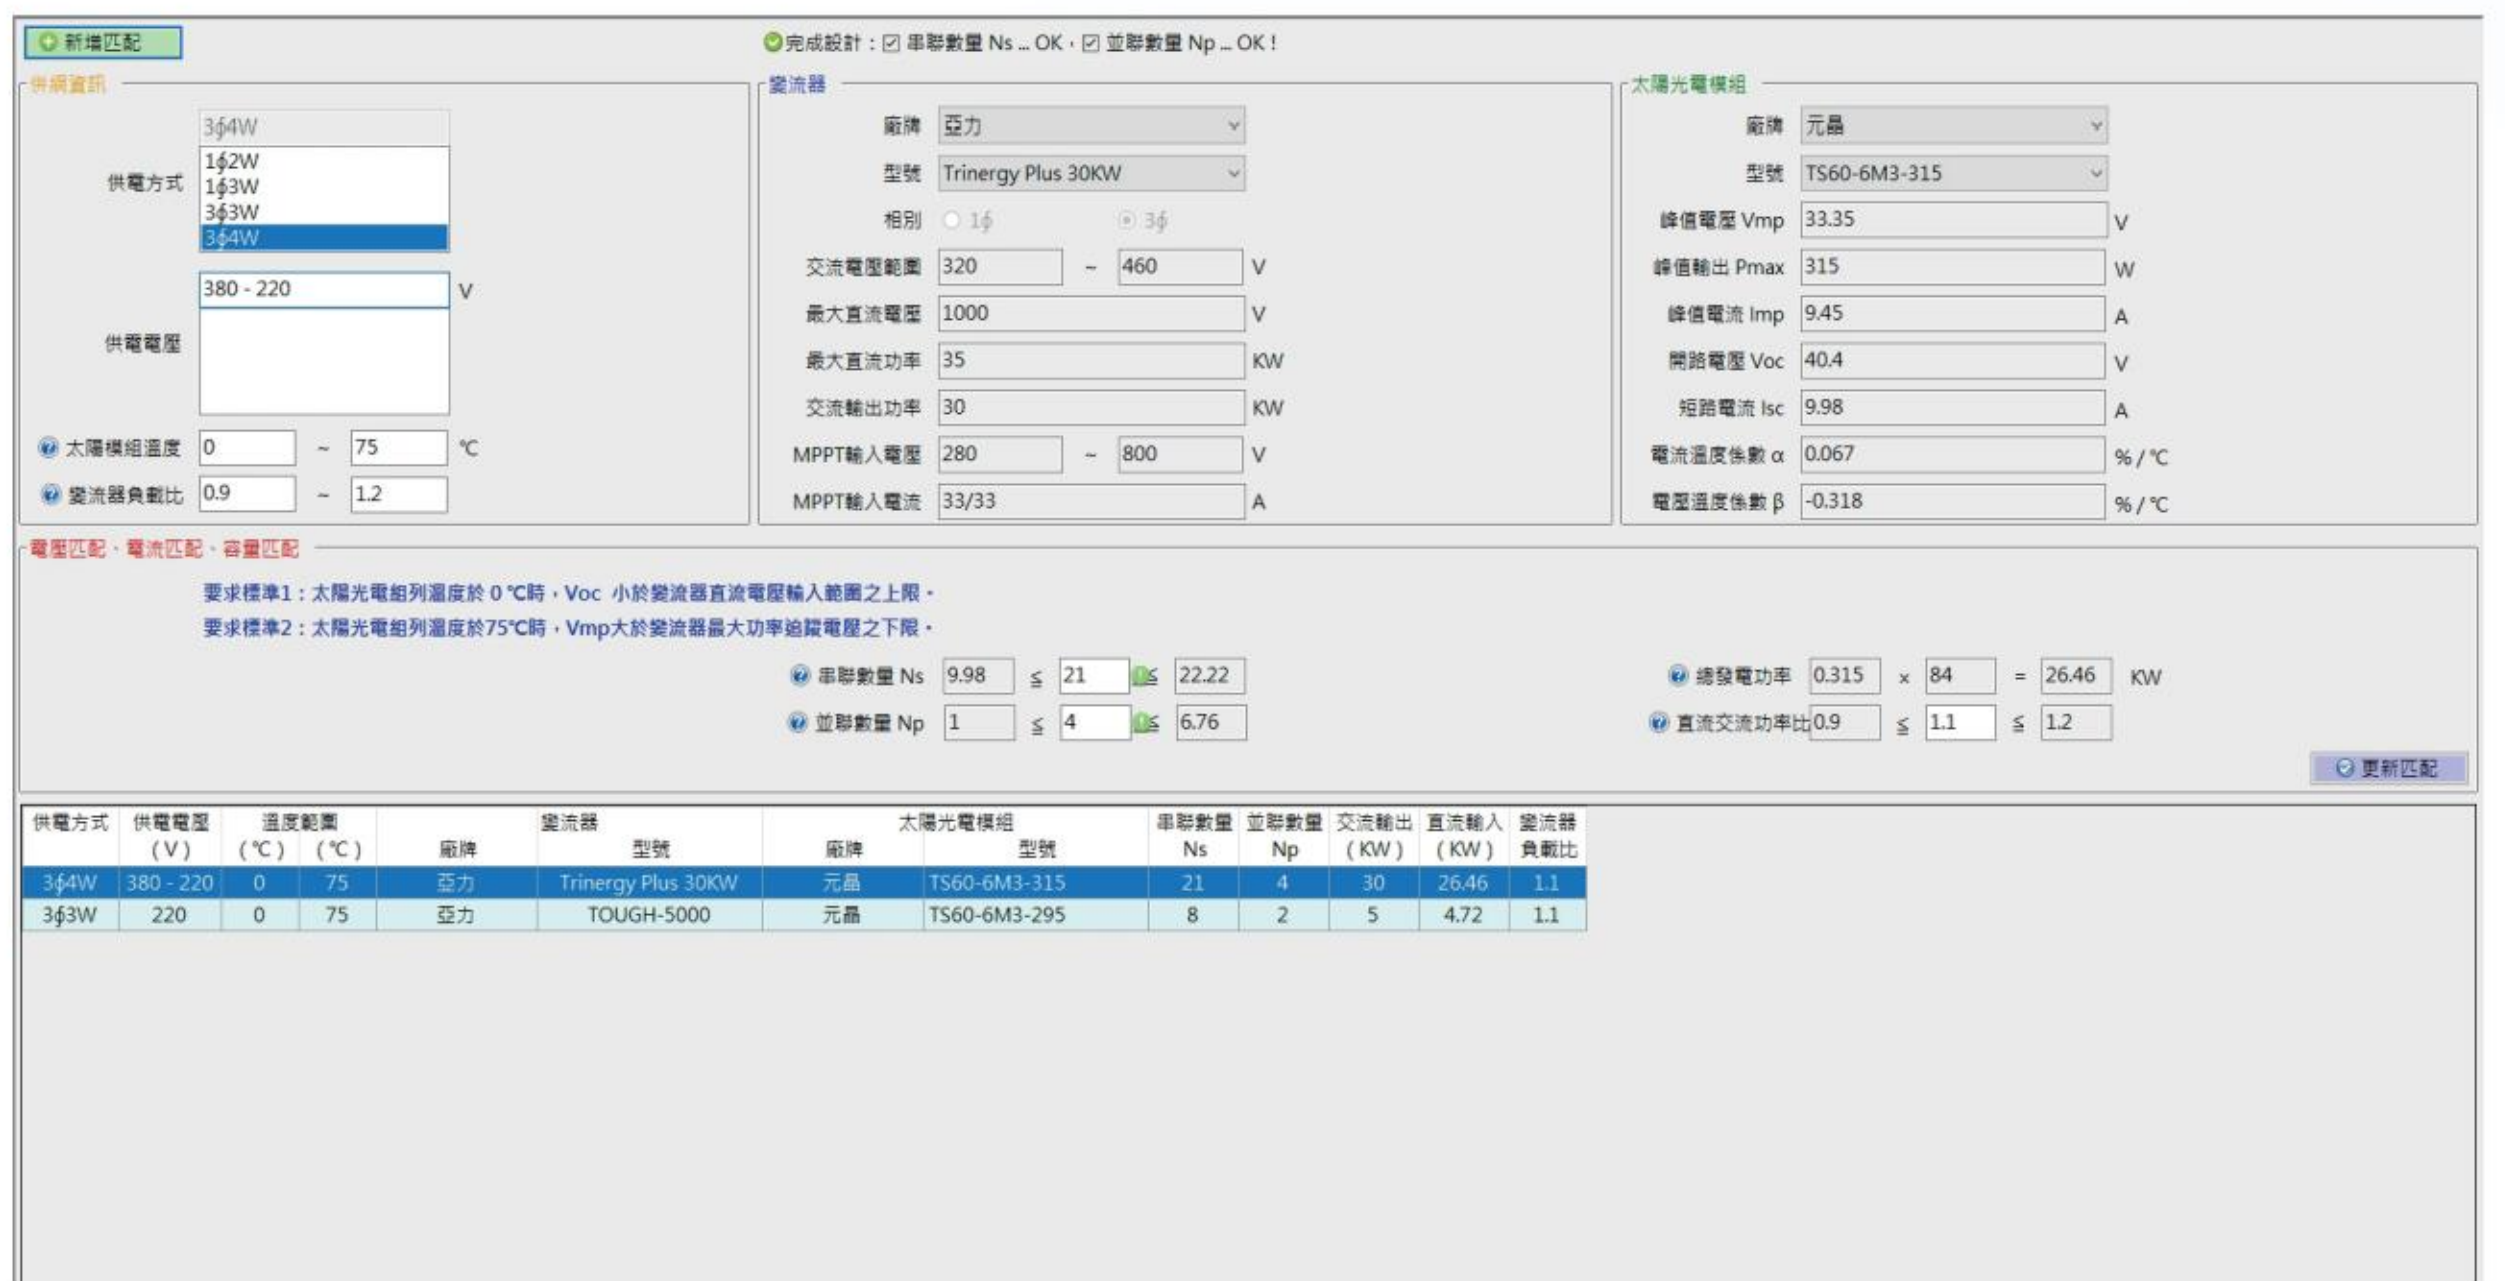 新增匹配
完成設計：☑ 串聯數量 Ns ... OK，☑ 並聯數量 Np ... OK！
供網資訊
供電方式
3∮4W
1∮2W
1∮3W
3∮3W
3∮4W
供電電壓
380 - 220 V
太陽模組溫度 0 ~ 75 ℃
變流器負載比 0.9 ~ 1.2
變流器
廠牌 亞力
型號 Trinergy Plus 30KW
相別 1∮ 3∮
交流電壓範圍 320 ~ 460 V
最大直流電壓 1000 V
最大直流功率 35 KW
交流輸出功率 30 KW
MPPT輸入電壓 280 ~ 800 V
MPPT輸入電流 33/33 A
太陽光電模組
廠牌 元晶
型號 TS60-6M3-315
峰值電壓 Vmp 33.35 V
峰值輸出 Pmax 315 W
峰值電流 Imp 9.45 A
開路電壓 Voc 40.4 V
短路電流 Isc 9.98 A
電流溫度係數 α 0.067 % / ℃
電壓溫度係數 β -0.318 % / ℃
電壓匹配、電流匹配、容量匹配
要求標準1：太陽光電組列溫度於 0 ℃時，Voc 小於變流器直流電壓輸入範圍之上限。
要求標準2：太陽光電組列溫度於75℃時，Vmp大於變流器最大功率追蹤電壓之下限。
串聯數量 Ns 9.98 ≦ 21 ≦ 22.22
並聯數量 Np 1 ≦ 4 ≦ 6.76
總發電功率 0.315 × 84 = 26.46 KW
直流交流功率比 0.9 ≦ 1.1 ≦ 1.2
更新匹配
供電方式 供電電壓 溫度範圍 變流器 太陽光電模組 串聯數量 並聯數量 交流輸出 直流輸入 變流器
( V ) ( ℃ ) ( ℃ ) 廠牌 型號 廠牌 型號 Ns Np ( KW ) ( KW ) 負載比
3∮4W 380 - 220 0 75 亞力 Trinergy Plus 30KW 元晶 TS60-6M3-315 21 4 30 26.46 1.1
3∮3W 220 0 75 亞力 TOUGH-5000 元晶 TS60-6M3-295 8 2 5 4.72 1.1